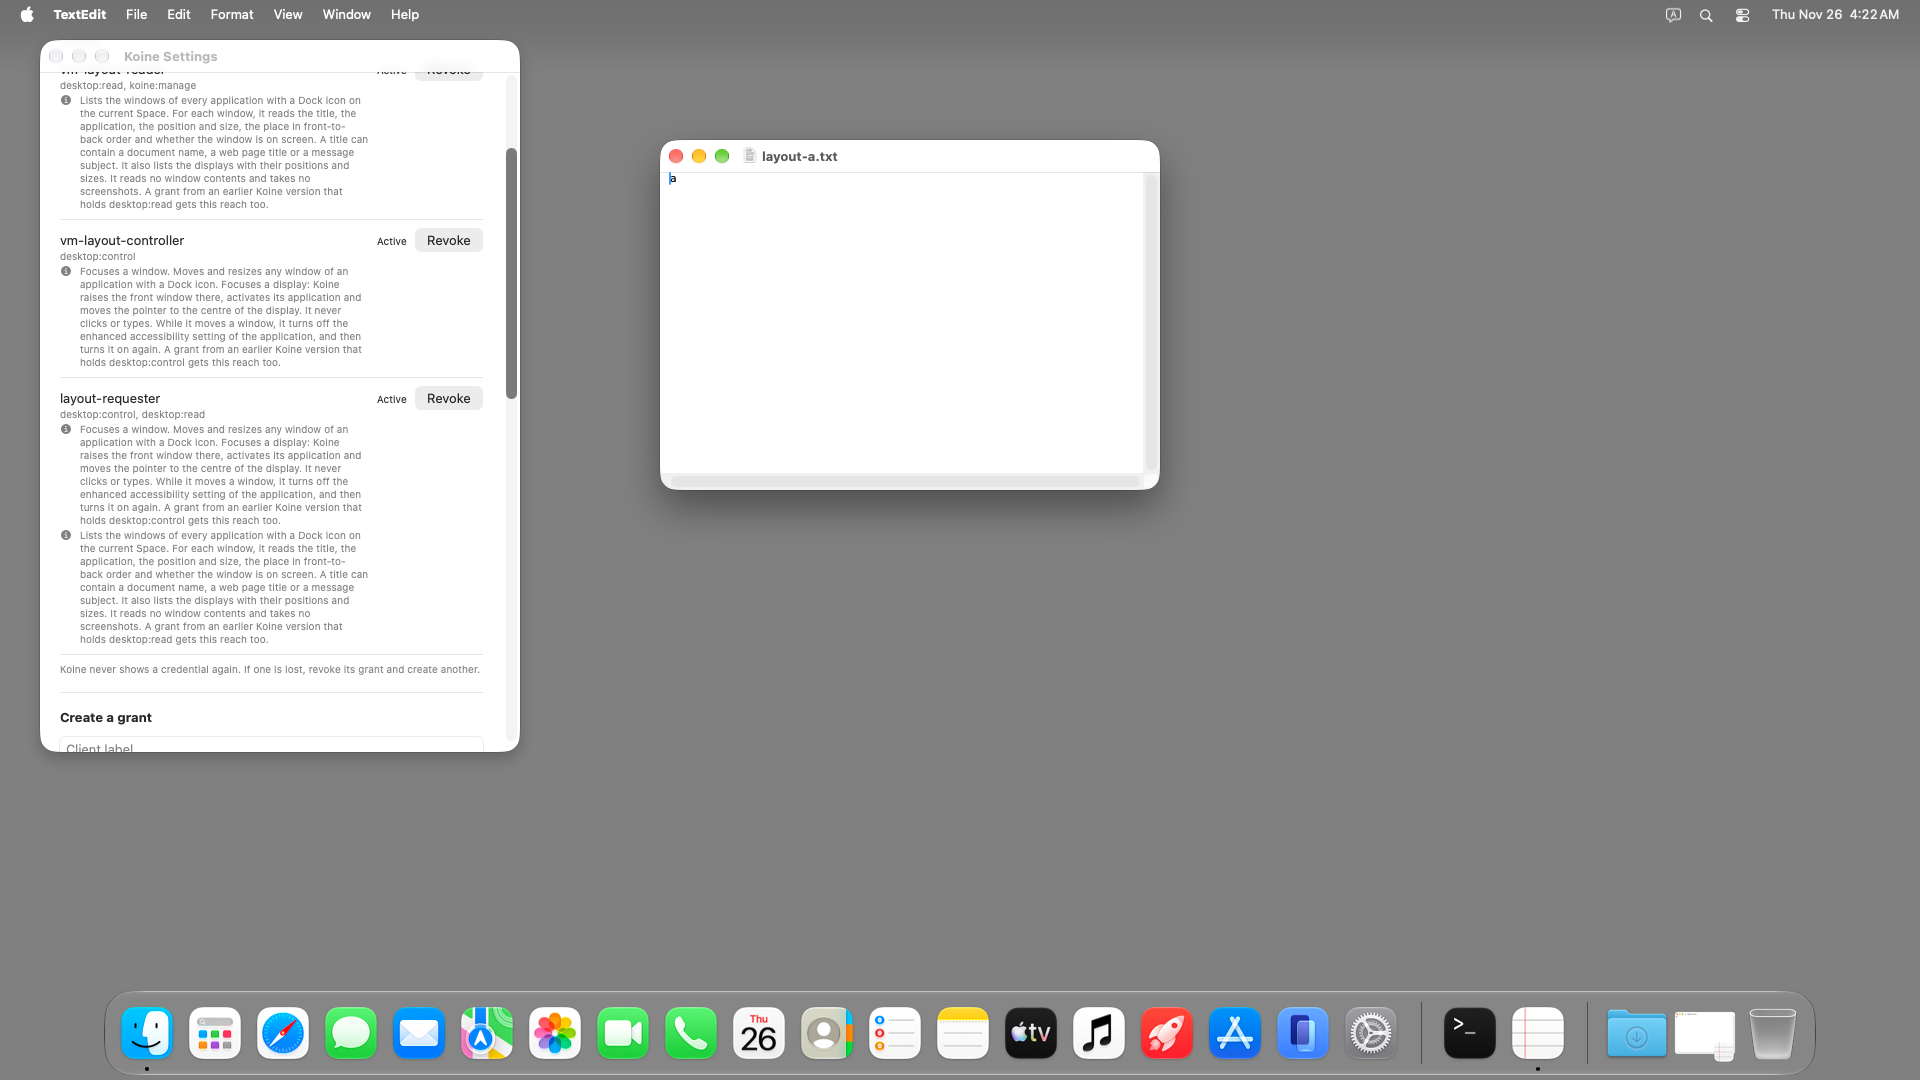 TextEdit File Edit Format View Window Help
A Thu Nov 26 4:22 AM
Koine Settings
vm-layout-reader Active Revoke
desktop:read, koine:manage
Lists the windows of every application with a Dock icon on
the current Space. For each window, it reads the title, the
application, the position and size, the place in front-to-
back order and whether the window is on screen. A title can
contain a document name, a web page title or a message
subject. It also lists the displays with their positions and
sizes. It reads no window contents and takes no
screenshots. A grant from an earlier Koine version that
holds desktop:read gets this reach too.
vm-layout-controller Active Revoke
desktop:control
Focuses a window. Moves and resizes any window of an
application with a Dock icon. Focuses a display: Koine
raises the front window there, activates its application and
moves the pointer to the centre of the display. It never
clicks or types. While it moves a window, it turns off the
enhanced accessibility setting of the application, and then
turns it on again. A grant from an earlier Koine version that
holds desktop:control gets this reach too.
layout-requester Active Revoke
desktop:control, desktop:read
Focuses a window. Moves and resizes any window of an
application with a Dock icon. Focuses a display: Koine
raises the front window there, activates its application and
moves the pointer to the centre of the display. It never
clicks or types. While it moves a window, it turns off the
enhanced accessibility setting of the application, and then
turns it on again. A grant from an earlier Koine version that
holds desktop:control gets this reach too.
Lists the windows of every application with a Dock icon on
the current Space. For each window, it reads the title, the
application, the position and size, the place in front-to-
back order and whether the window is on screen. A title can
contain a document name, a web page title or a message
subject. It also lists the displays with their positions and
sizes. It reads no window contents and takes no
screenshots. A grant from an earlier Koine version that
holds desktop:read gets this reach too.
Koine never shows a credential again. If one is lost, revoke its grant and create another.
Create a grant
Client label
layout-a.txt
a
Thu
26
tv
>_